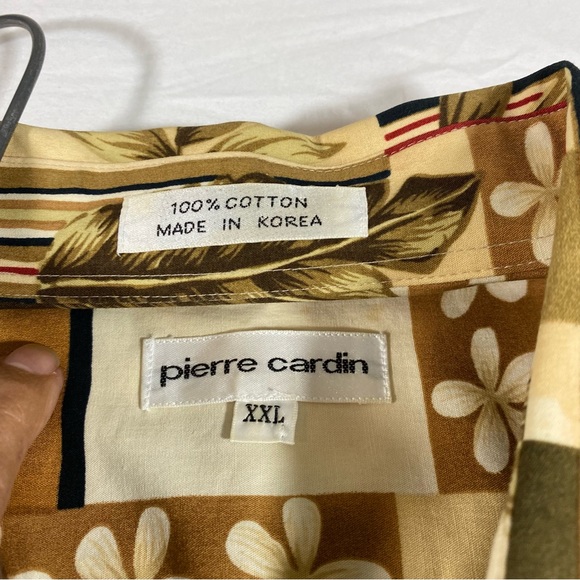 100% COTTON
MADE IN KOREA
pierre cardin
XXL